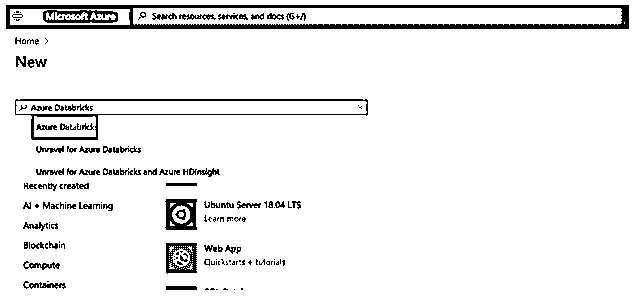 Microsoft Azure
Search resources, services, and docs (G+/)
Home >
New
Azure Databricks
Azure Databricks
Unravel for Azure Databricks
Unravel for Azure Databricks and Azure HDInsight
Recently created
AI + Machine Learning
Analytics
Blockchain
Compute
Containers
Ubuntu Server 18.04 LTS
Learn more
Web App
Quickstarts + tutorials